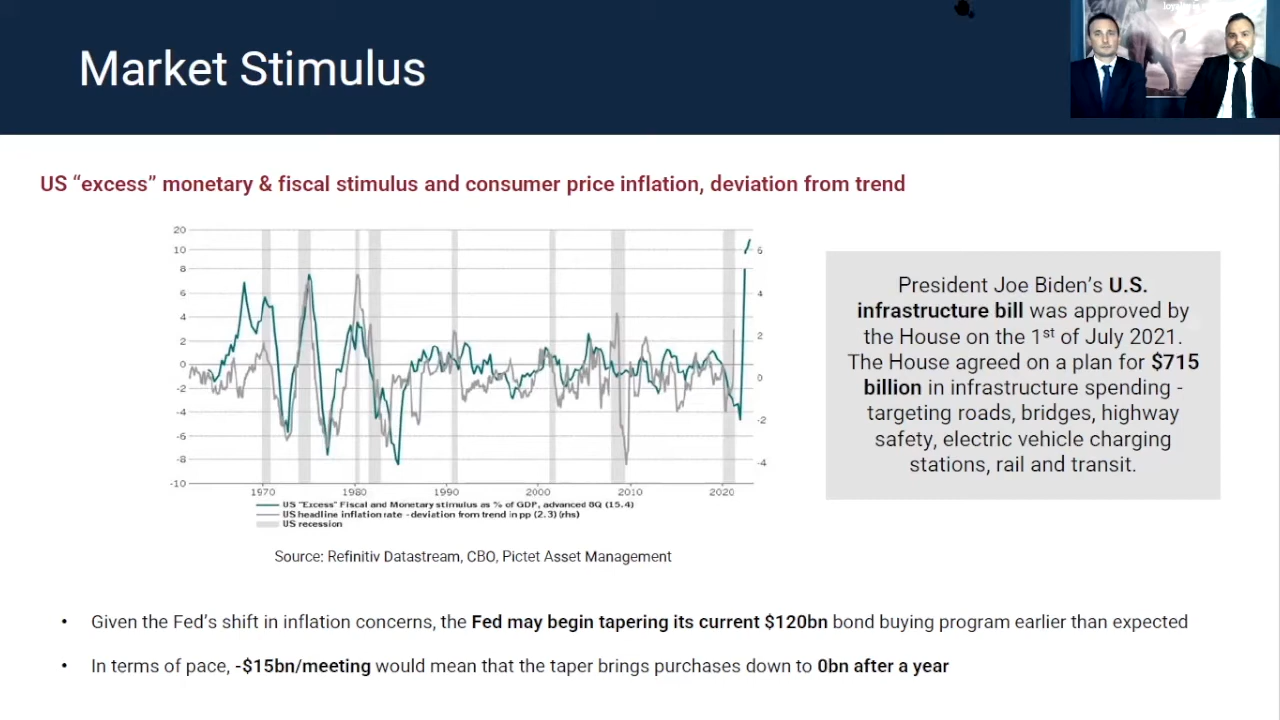 Market Stimulus
US “excess” monetary & fiscal stimulus and consumer price inflation, deviation from trend
20
10
8
6
4
2
0
-2
-4
-6
-8
-10
6
4
2
0
-2
-4
1970 1980 1990 2000 2010 2020
US "Excess" Fiscal and Monetary stimulus as % of GDP, advanced 8Q (15.4)
US headline inflation rate - deviation from trend in pp (2.3) (rhs)
US recession
Source: Refinitiv Datastream, CBO, Pictet Asset Management
President Joe Biden’s U.S.
infrastructure bill was approved by
the House on the 1st of July 2021.
The House agreed on a plan for $715
billion in infrastructure spending -
targeting roads, bridges, highway
safety, electric vehicle charging
stations, rail and transit.
• Given the Fed’s shift in inflation concerns, the Fed may begin tapering its current $120bn bond buying program earlier than expected
• In terms of pace, -$15bn/meeting would mean that the taper brings purchases down to 0bn after a year